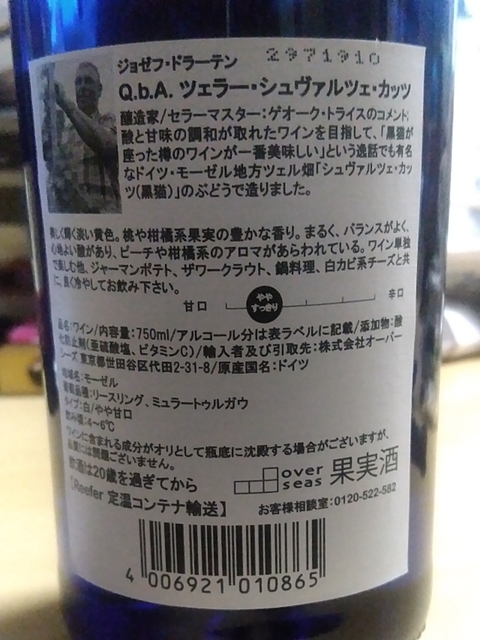 2971910
ジョゼフ・ドラーテン
Q.b.A. ツェラー・シュヴァルツェ・カッツ
醸造家/セラーマスター：ゲオーク・トライスのコメント：
酸と甘味の調和が取れたワインを目指して、「黒猫が
座った樽のワインが一番美味しい」という逸話でも有名
なドイツ・モーゼル地方ツェル畑「シュヴァルツェ・カッ
ツ(黒猫)」のぶどうで造りました。
美しく輝く淡い黄色。桃や柑橘系果実の豊かな香り。まるく、バランスがよく、
心地よい酸があり、ピーチや柑橘系のアロマがあらわれている。ワイン単独
で楽しむ他、ジャーマンポテト、ザワークラウト、鍋料理、白カビ系チーズと共
に、良く冷やしてお飲み下さい。
甘口 やや すっきり 辛口
品名：ワイン/内容量：750ml/アルコール分は表ラベルに記載/添加物：酸
化防止剤(亜硫酸塩、ビタミンC)/輸入者及び引取先：株式会社オーバー
シーズ 東京都世田谷区代田2-31-8/原産国名：ドイツ
地域名：モーゼル
葡萄品種：リースリング、ミュラートゥルガウ
タイプ：白/やや甘口
飲み頃：4~6℃
ワインに含まれる成分がオリとして瓶底に沈殿する場合がございますが、
品質には問題ございません。
飲酒は20歳を過ぎてから
【Reefer 定温コンテナ輸送】
over seas 果実酒
お客様相談室：0120-522-582
4 006921 010865